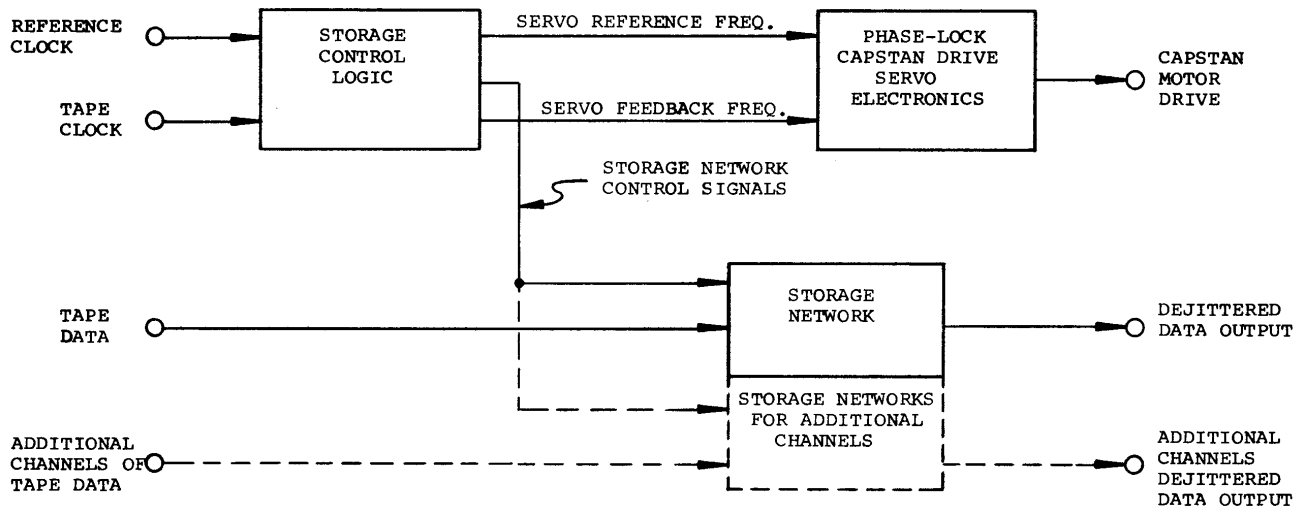 REFERENCE
CLOCK
STORAGE
CONTROL
LOGIC
SERVO REFERENCE FREQ.
PHASE-LOCK
CAPSTAN DRIVE
SERVO
ELECTRONICS
CAPSTAN
MOTOR
DRIVE
TAPE
CLOCK
SERVO FEEDBACK FREQ.
STORAGE NETWORK
CONTROL SIGNALS
TAPE
DATA
STORAGE
NETWORK
DEJITTERED
DATA OUTPUT
STORAGE NETWORKS
FOR ADDITIONAL
CHANNELS
ADDITIONAL
CHANNELS OF
TAPE DATA
ADDITIONAL
CHANNELS
DEJITTERED
DATA OUTPUT